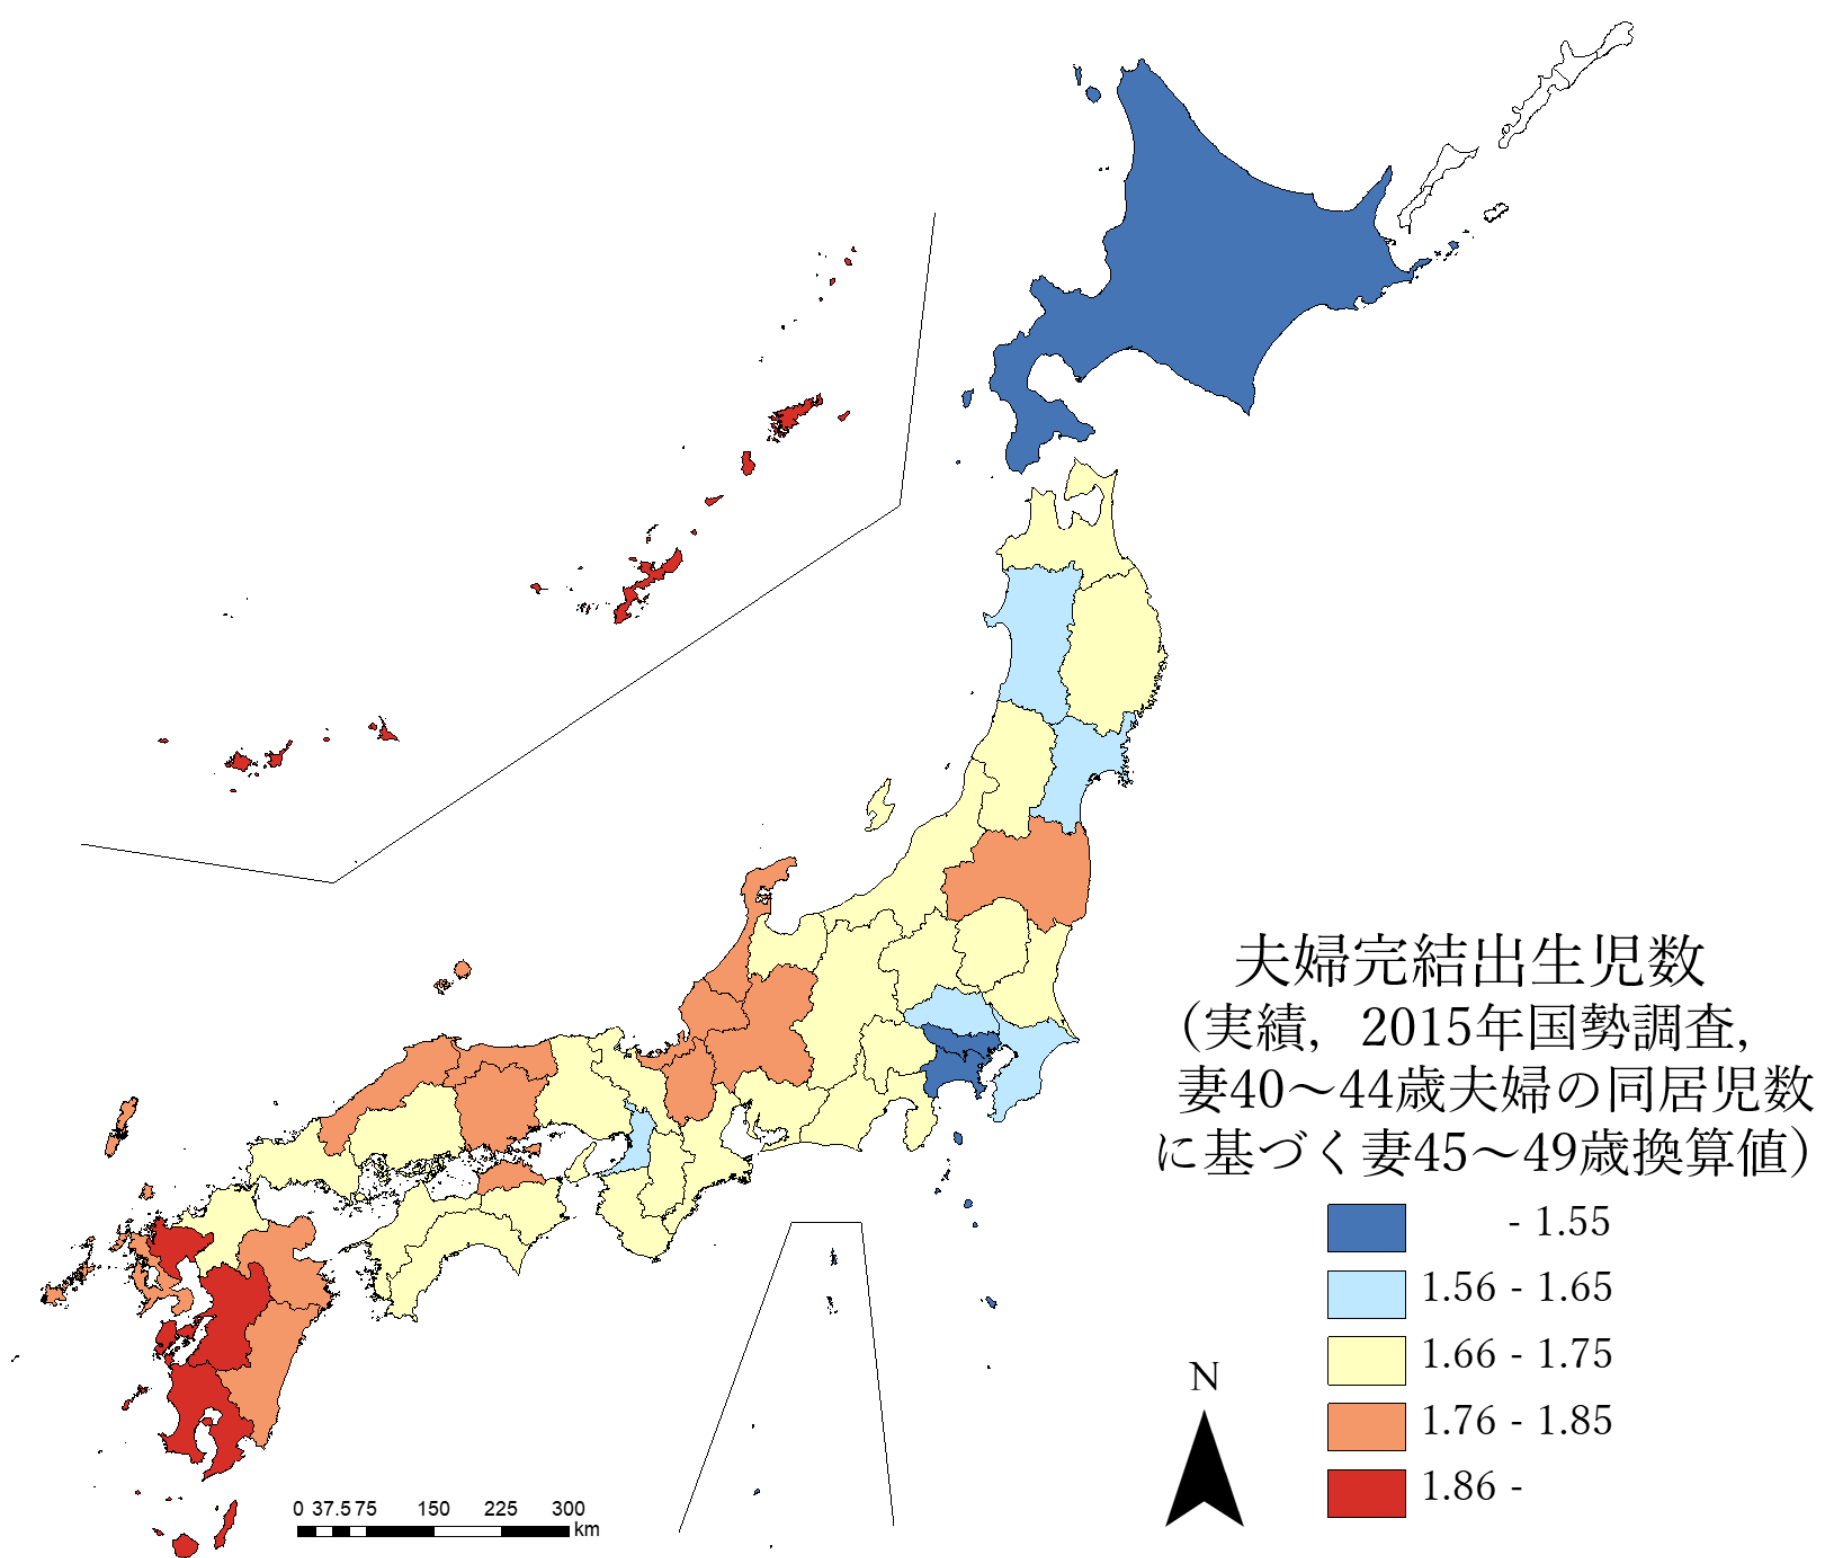 夫婦完結出生児数
（実績，2015年国勢調査，
妻40～44歳夫婦の同居児数
に基づく妻45～49歳換算値）
- 1.55
1.56 - 1.65
1.66 - 1.75
1.76 - 1.85
1.86 -
N
0 37.5 75 150 225 300
km